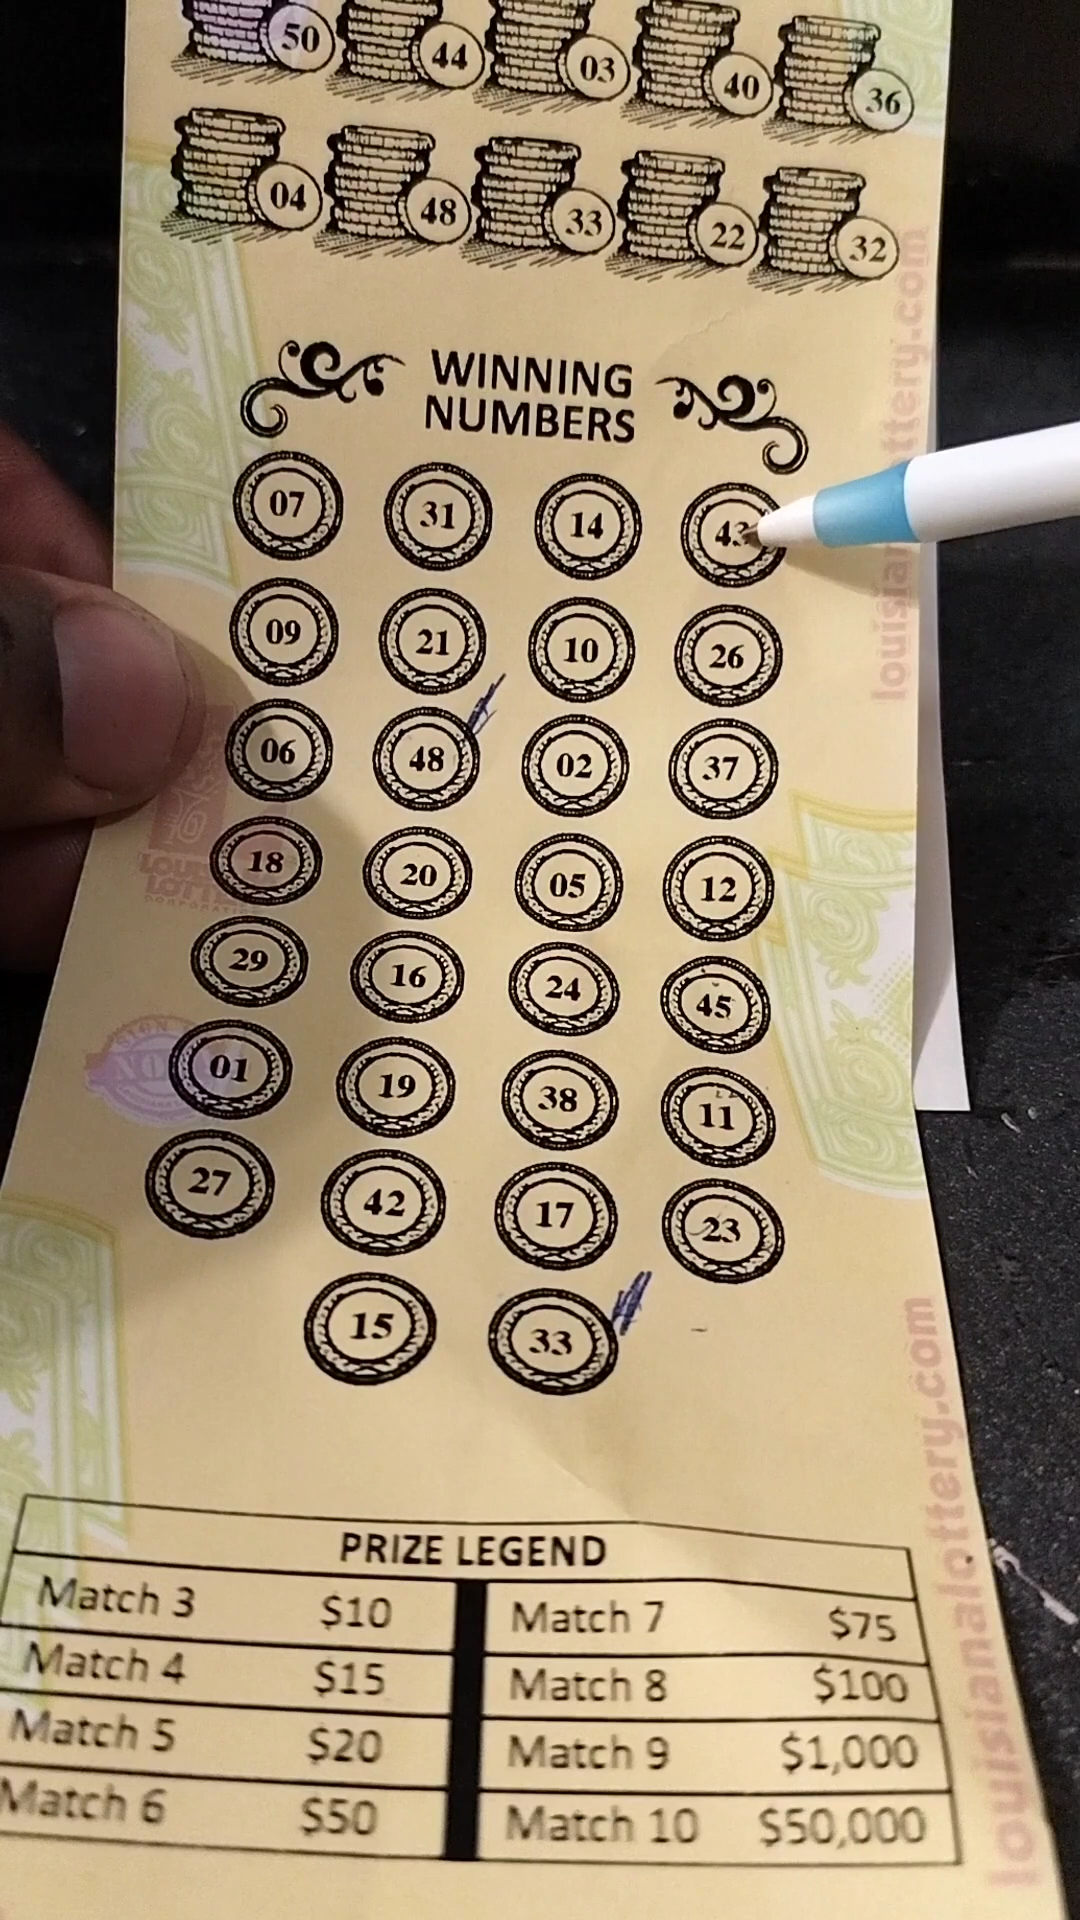 50 44 03 40 36
04 48 33 22 32
WINNING
NUMBERS
07 31 14 43
09 21 10 26
06 48 02 37
18 20 05 12
29 16 24 45
01 19 38 11
27 42 17 23
15 33
PRIZE LEGEND
Match 3 $10 Match 7 $75
Match 4 $15 Match 8 $100
Match 5 $20 Match 9 $1,000
Match 6 $50 Match 10 $50,000
louisianalottery.com